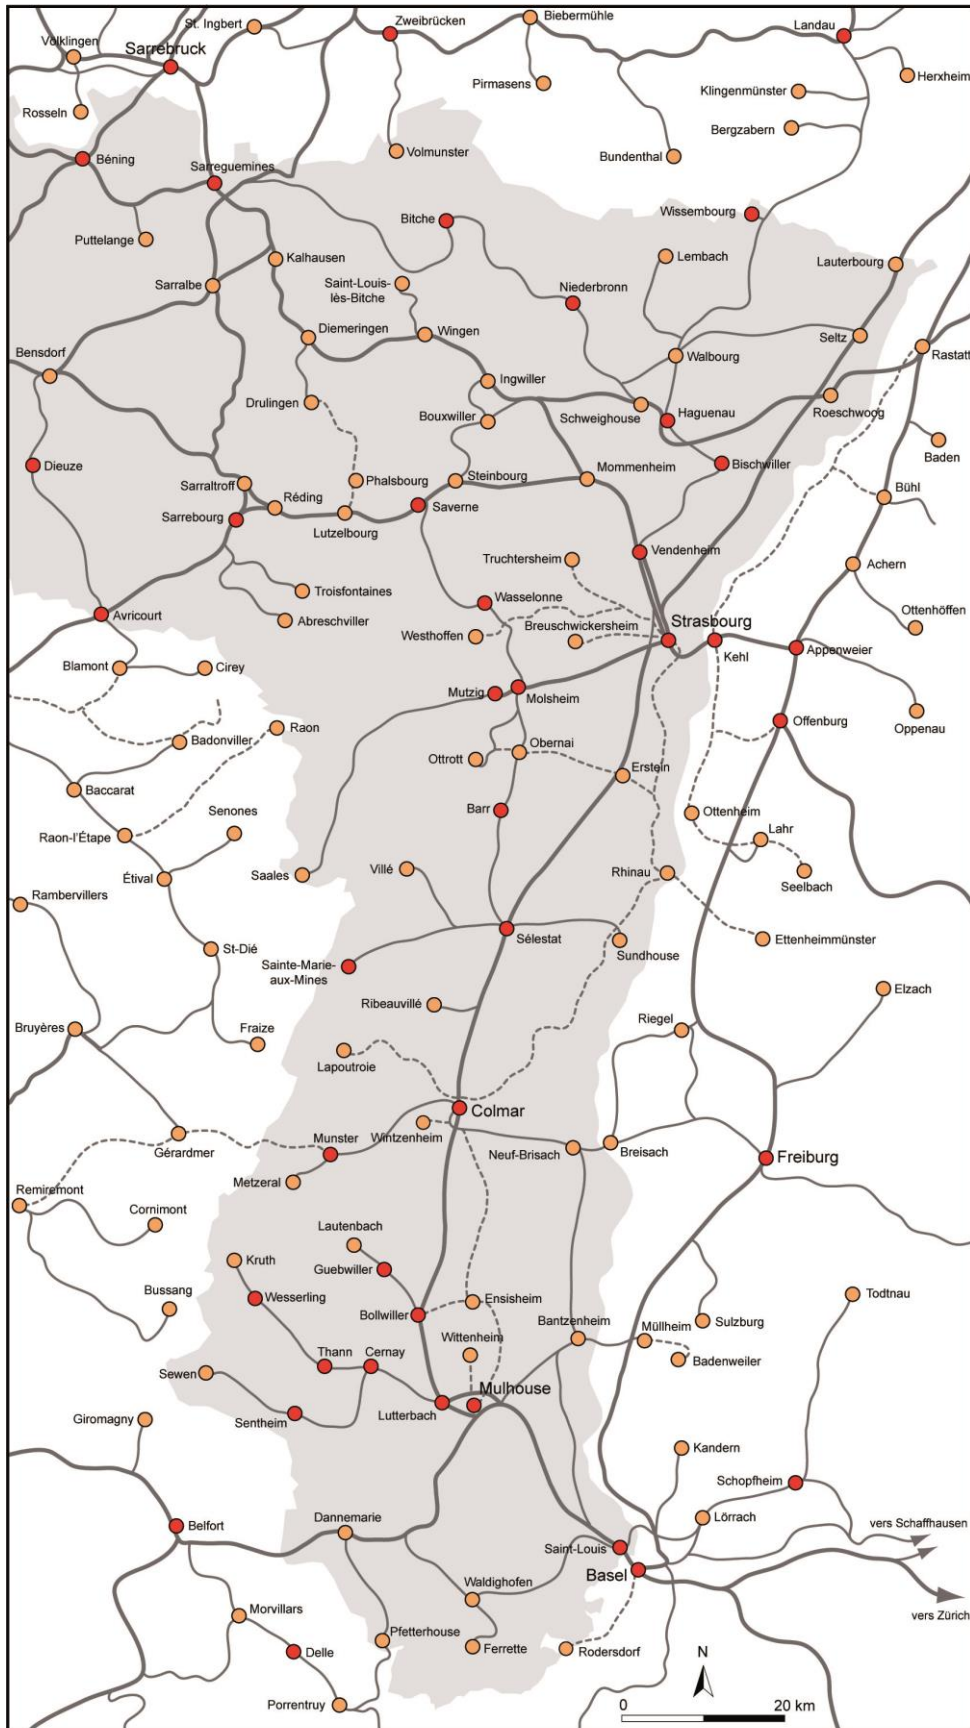 St. Ingbert
Zweibrücken
Biebermühle
Landau
Völklingen
Sarrebruck
Herxheim
Pirmasens
Klingenmünster
Rosseln
Bergzabern
Béning
Volmunster
Bundenthal
Sarreguemines
Bitche
Wissembourg
Puttelange
Kalhausen
Lembach
Lauterbourg
Sarralbe
Saint-Louis-
lès-Bitche
Niederbronn
Diemeringen
Wingen
Seltz
Rastatt
Bensdorf
Walbourg
Ingwiller
Drulingen
Bouxwiller
Schweighouse
Haguenau
Roeschwoog
Baden
Dieuze
Sarraltroff
Phalsbourg
Steinbourg
Mommenheim
Bischwiller
Bühl
Réding
Saverne
Sarrebourg
Lutzelbourg
Truchtersheim
Vendenheim
Achern
Troisfontaines
Wasselonne
Avricourt
Abreschviller
Westhoffen
Breuschwickersheim
Strasbourg
Ottenhöffen
Kehl
Appenweier
Blamont
Cirey
Mutzig
Molsheim
Offenburg
Oppenau
Raon
Badonviller
Obernai
Ottrott
Erstein
Baccarat
Barr
Ottenheim
Senones
Lahr
Raon-l'Étape
Étival
Saales
Villé
Rhinau
Seelbach
Rambervillers
Sélestat
St-Dié
Sundhouse
Ettenheimmünster
Sainte-Marie-
aux-Mines
Ribeauvillé
Elzach
Riegel
Bruyères
Fraize
Lapoutroie
Colmar
Wintzenheim
Munster
Gérardmer
Neuf-Brisach
Breisach
Freiburg
Metzeral
Remiremont
Cornimont
Lautenbach
Kruth
Guebwiller
Todtnau
Bussang
Wesserling
Bollwiller
Ensisheim
Bantzenheim
Müllheim
Sulzburg
Wittenheim
Thann
Cernay
Badenweiler
Sewen
Mulhouse
Giromagny
Sentheim
Lutterbach
Kandern
Schopfheim
Dannemarie
Lörrach
Belfort
vers Schaffhausen
Saint-Louis
Basel
Waldighofen
vers Zürich
Morvillars
Pfetterhouse
Ferrette
Rodersdorf
Delle
N
Porrentruy
0
20 km